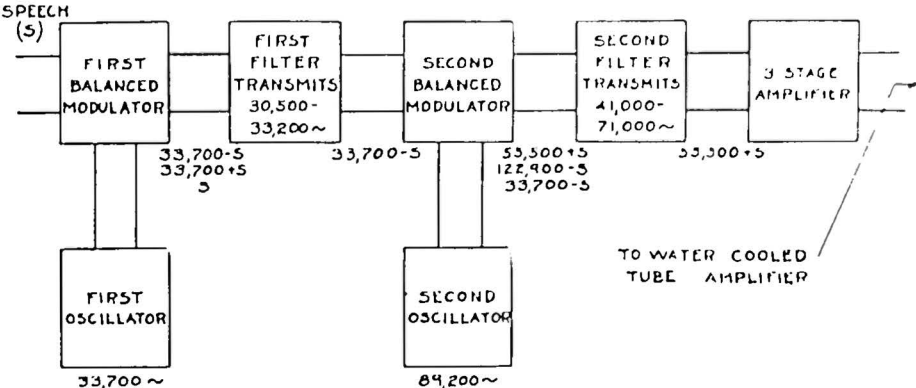 SPEECH
(S)
FIRST
BALANCED
MODULATOR
FIRST
FILTER
TRANSMITS
30,500-
33,200~
SECOND
BALANCED
MODULATOR
SECOND
FILTER
TRANSMITS
41,000-
71,000~
3 STAGE
AMPLIFIER
33,700-S
33,700+S
S
33,700-S
55,500+S
122,900-S
33,700-S
55,500+S
TO WATER COOLED
TUBE AMPLIFIER
FIRST
OSCILLATOR
SECOND
OSCILLATOR
33,700~
89,200~